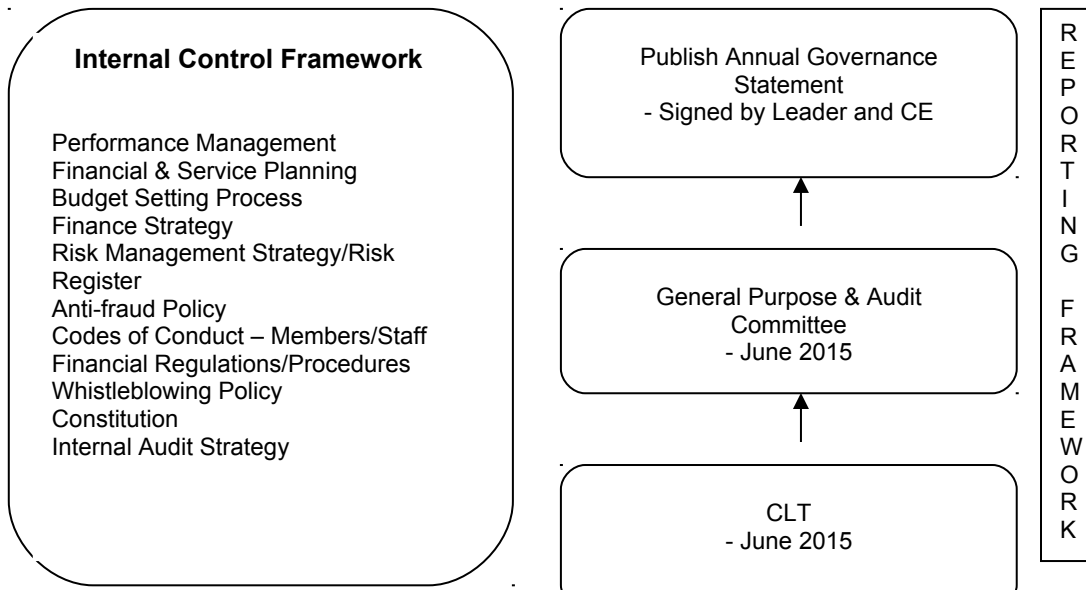 Internal Control Framework
Performance Management
Financial & Service Planning
Budget Setting Process
Finance Strategy
Risk Management Strategy/Risk
Register
Anti-fraud Policy
Codes of Conduct – Members/Staff
Financial Regulations/Procedures
Whistleblowing Policy
Constitution
Internal Audit Strategy
Publish Annual Governance
Statement
- Signed by Leader and CE
General Purpose & Audit
Committee
- June 2015
CLT
- June 2015
R
E
P
O
R
T
I
N
G
F
R
A
M
E
W
O
R
K